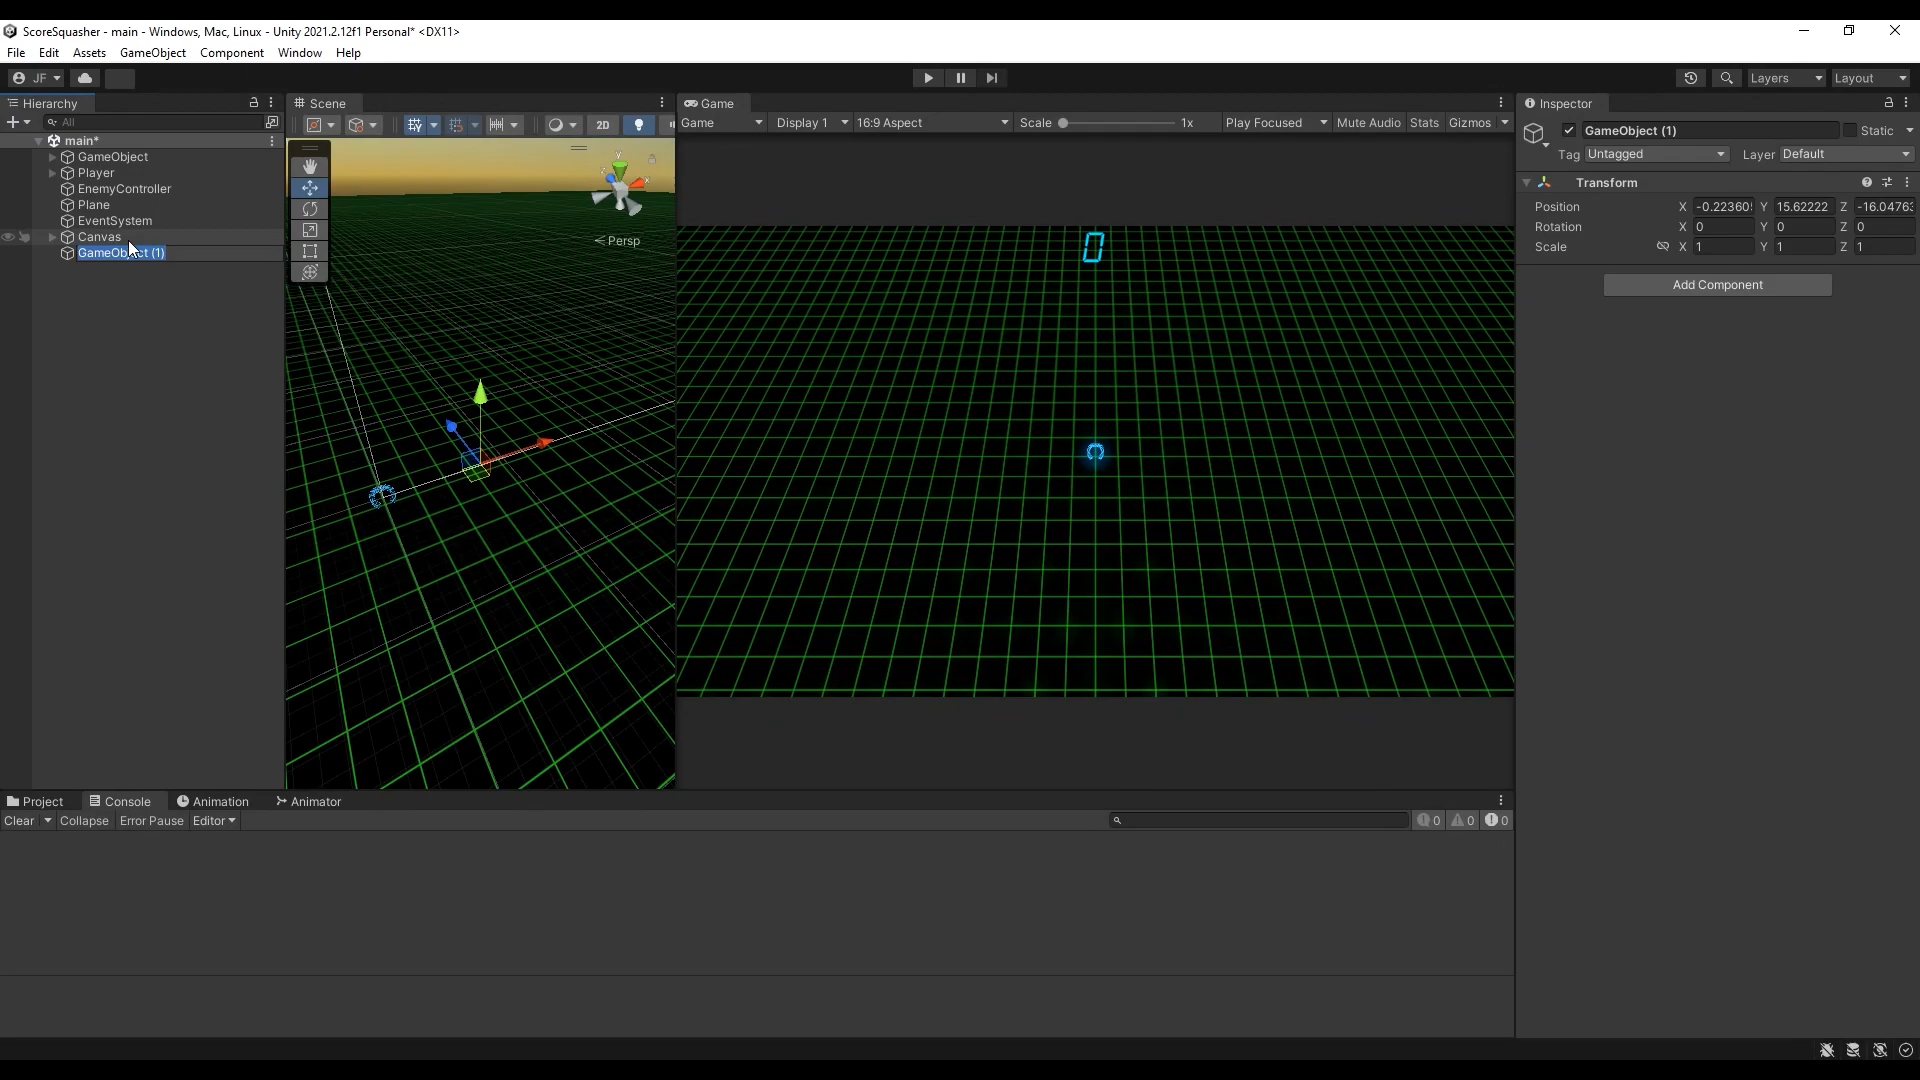 ScoreSquasher - main - Windows, Mac, Linux - Unity 2021.2.12f1 Personal* <DX11>
File Edit Assets GameObject Component Window Help
JF Layers Layout
Hierarchy Scene Game Inspector
All 2D Game Display 1 16:9 Aspect Scale 1x Play Focused Mute Audio Stats Gizmos
GameObject (1) Static
Tag Untagged Layer Default
main*
GameObject
Player
EnemyController
Plane
EventSystem
Canvas
GameObject (1)
y
x
Persp
0
Transform
Position X -0.22360 Y 15.62222 Z -16.0476
Rotation X 0 Y 0 Z 0
Scale X 1 Y 1 Z 1
Add Component
Project Console Animation Animator
Clear Collapse Error Pause Editor 0 0 0